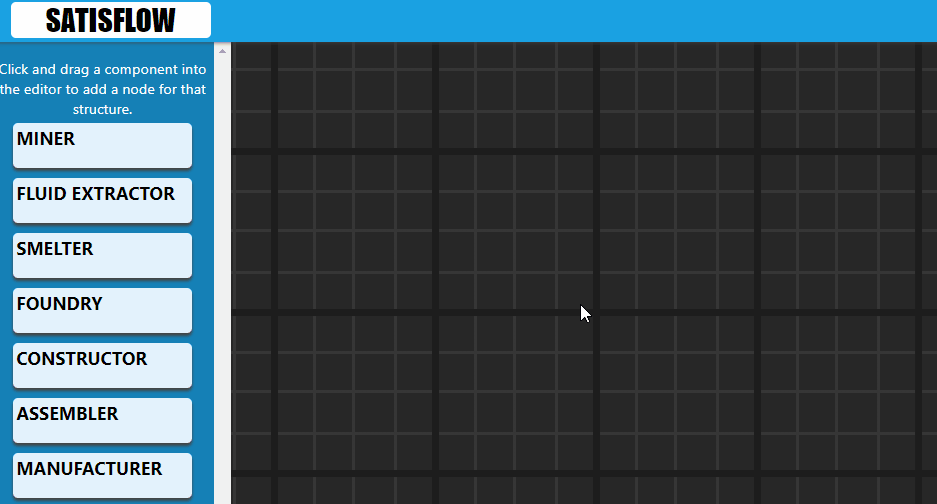 SATISFLOW
Click and drag a component into
the editor to add a node for that
structure.
MINER
FLUID EXTRACTOR
SMELTER
FOUNDRY
CONSTRUCTOR
ASSEMBLER
MANUFACTURER